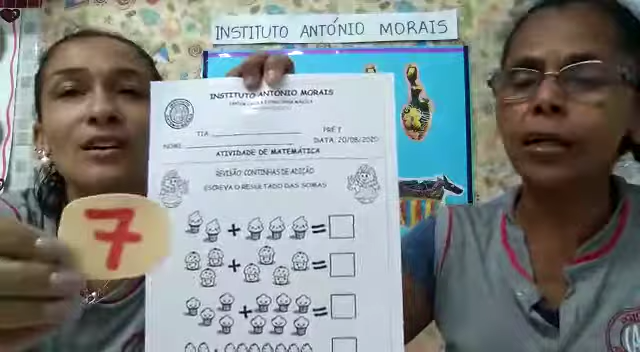 INSTITUTO ANTÓNIO MORAIS
INSTITUTO ANTONIO MORAIS
TIA PRÉ I
NOME DATA: 20/08/2020
ATIVIDADE DE MATEMÁTICA
REVISÃO: CONTINHAS DE ADIÇÃO
ESCREVA O RESULTADO DAS SOMAS
+ =
+ =
+ =
+ =
7